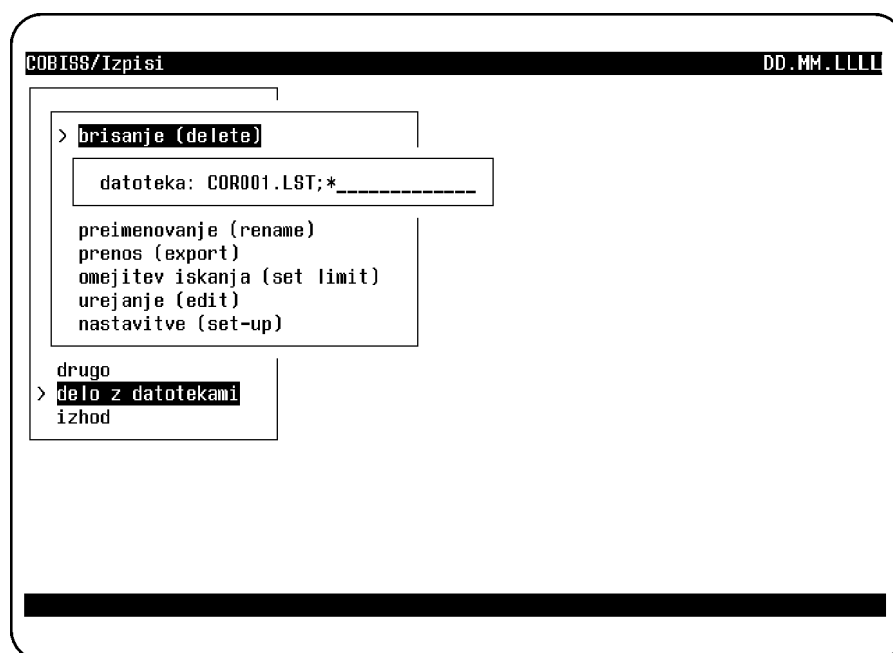 COBISS/Izpisi DD.MM.LLLL
> brisanje (delete)
datoteka: COR001.LST;*_____________
preimenovanje (rename)
prenos (export)
omejitev iskanja (set limit)
urejanje (edit)
nastavitve (set-up)
drugo
> delo z datotekami
izhod